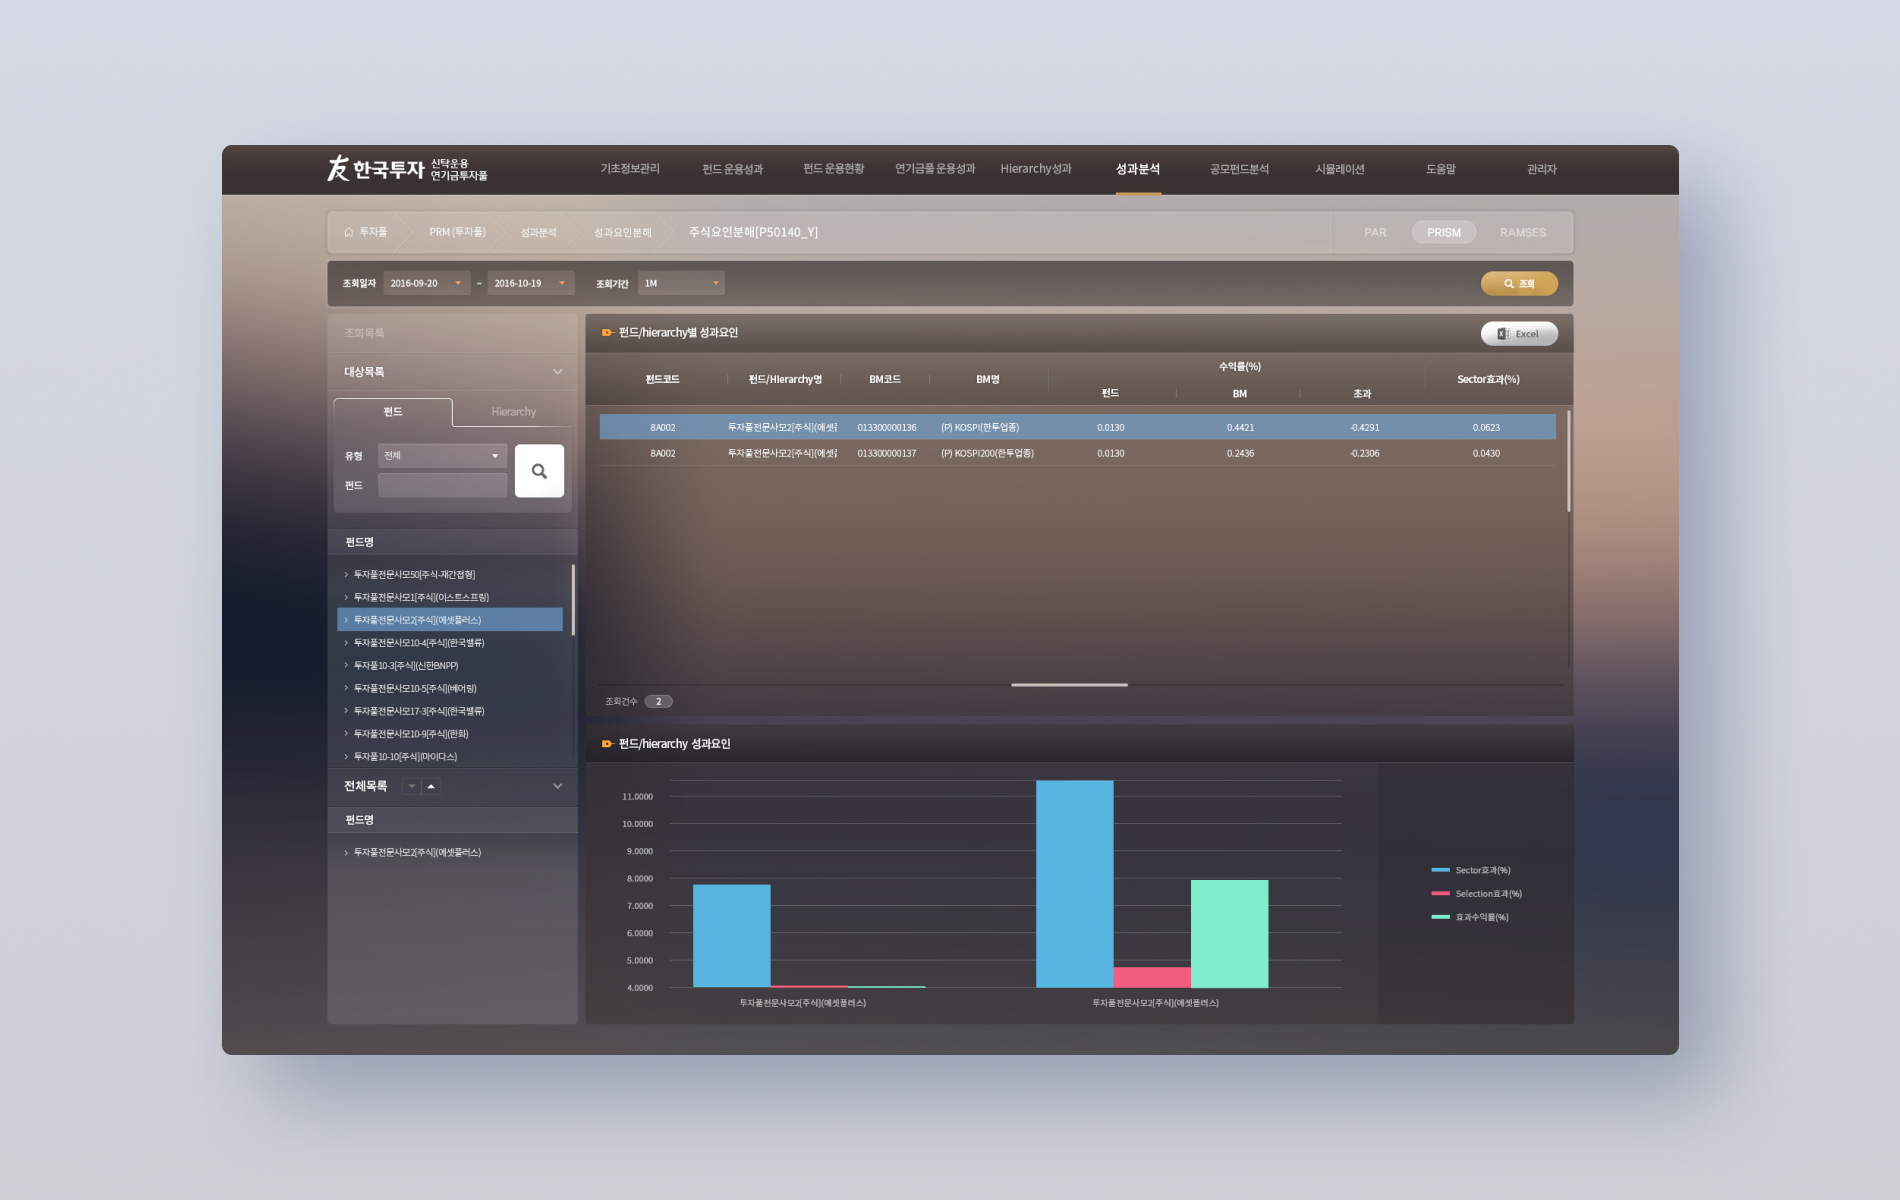 友 한국투자 신탁운용
연기금투자풀
기초정보관리 펀드 운용성과 펀드 운용현황 연기금풀 운용성과 Hierarchy성과 성과분석 공모펀드분석 시뮬레이션 도움말 관리자
투자풀 PRM (투자풀) 성과분석 성과요인분해 주식요인분해[P50140_Y] PAR PRISM RAMSES
조회일자 2016-09-20 ~ 2016-10-19 조회기간 1M 조회
조회목록
대상목록
펀드 Hierarchy
유형 전체
펀드
펀드명
투자풀전문사모50[주식-재간접형]
투자풀전문사모1[주식](이스트스프링)
투자풀전문사모2[주식](에셋플러스)
투자풀전문사모10-4[주식](한국밸류)
투자풀10-3[주식](신한BNPP)
투자풀전문사모10-5[주식](베어링)
투자풀전문사모17-3[주식](한국밸류)
투자풀전문사모10-9[주식](한화)
투자풀10-10[주식](마이다스)
전체목록
펀드명
투자풀전문사모2[주식](에셋플러스)
펀드/hierarchy별 성과요인 Excel
수익률(%)
펀드코드 펀드/Hierarchy명 BM코드 BM명 Sector효과(%)
펀드 BM 초과
8A002 투자풀전문사모2[주식](에셋 013300000136 (P) KOSPI(한투업종) 0.0130 0.4421 -0.4291 0.0623
8A002 투자풀전문사모2[주식](에셋 013300000137 (P) KOSPI200(한투업종) 0.0130 0.2436 -0.2306 0.0430
조회건수 2
펀드/hierarchy 성과요인
11.0000
10.0000
9.0000
8.0000
7.0000
6.0000
5.0000
4.0000
투자풀전문사모2[주식](에셋플러스) 투자풀전문사모2[주식](에셋플러스)
Sector효과(%)
Selection효과(%)
효과수익률(%)